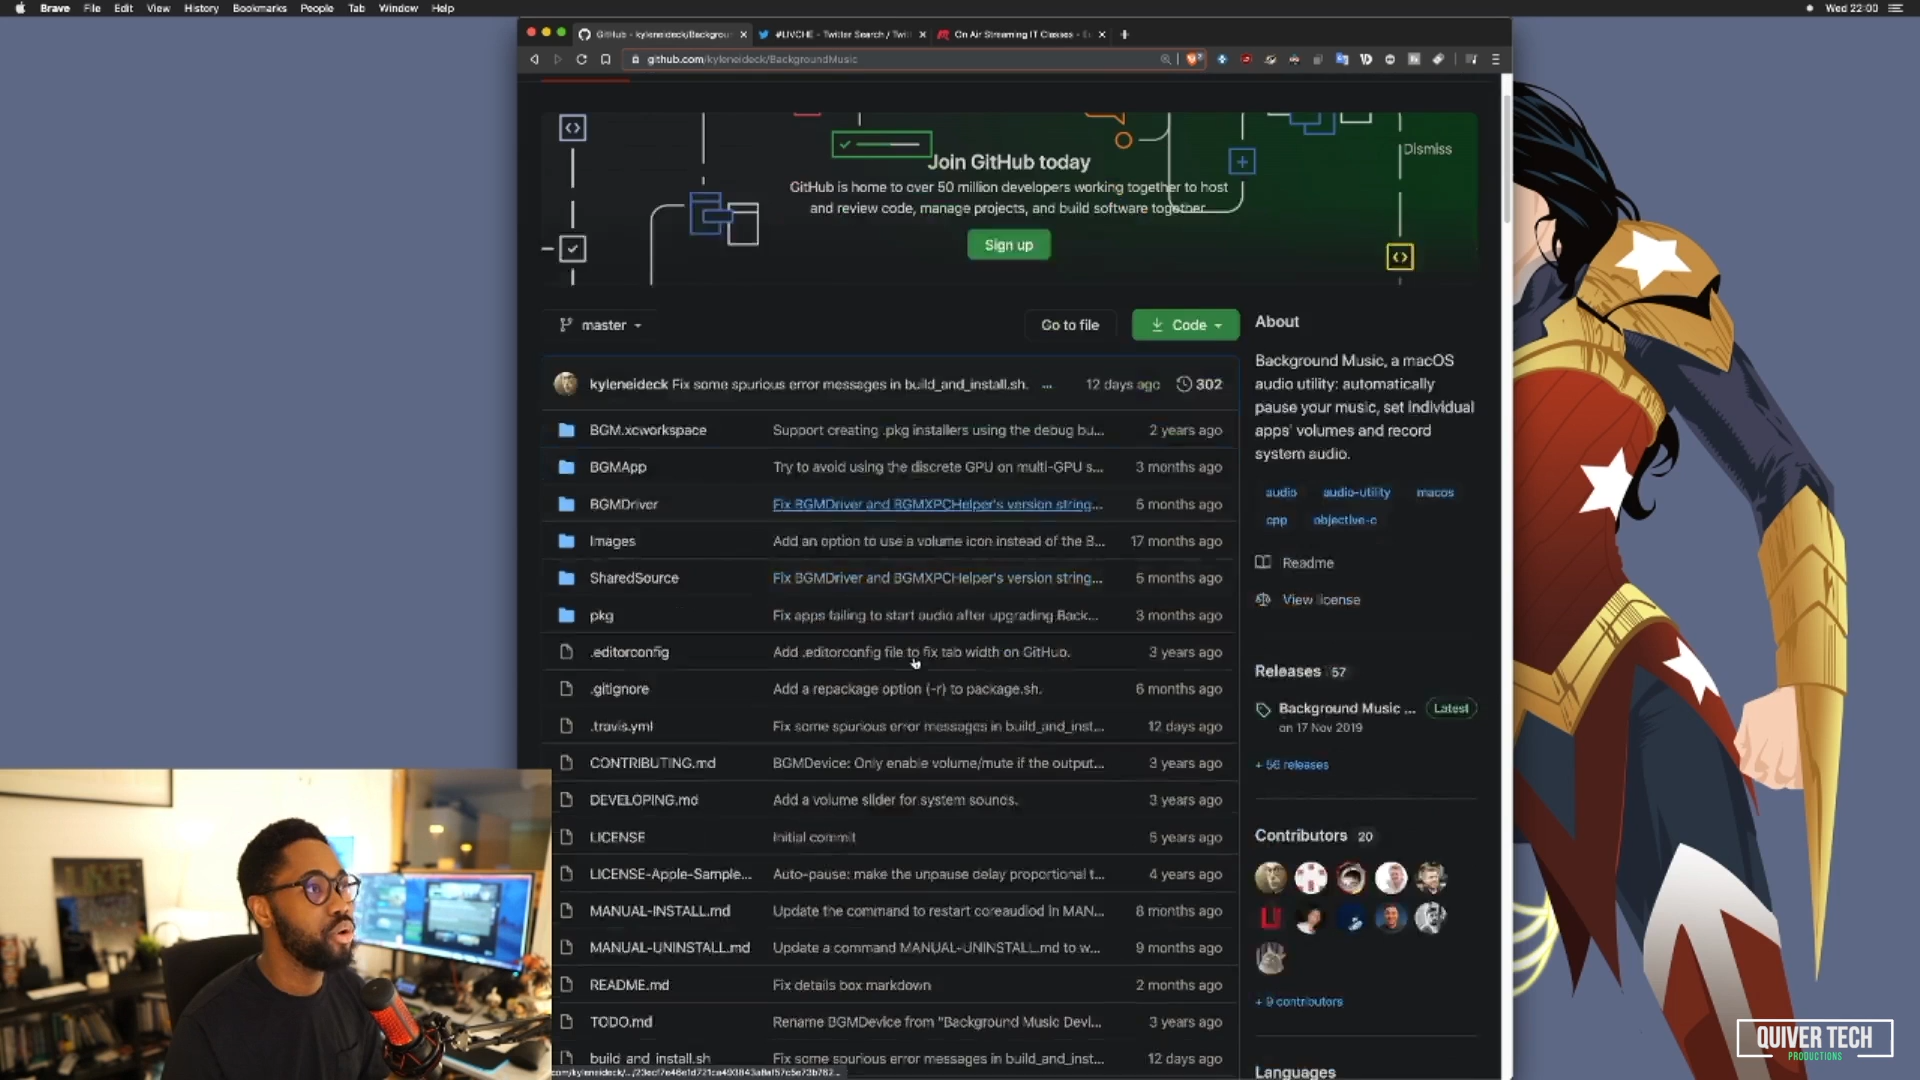 Brave File Edit View History Bookmarks People Tab Window Help
Wed 22:00
GitHub - kyleneideck/Backgroun
#LIVCHE - Twitter Search / Twitt
On Air Streaming IT Classes -
github.com/kyleneideck/BackgroundMusic
Join GitHub today
Dismiss
GitHub is home to over 50 million developers working together to host
and review code, manage projects, and build software together.
Sign up
master
Go to file
Code
kyleneideck Fix some spurious error messages in build_and_install.sh. ... 12 days ago 302
BGM.xcworkspace Support creating .pkg installers using the debug bu... 2 years ago
BGMApp Try to avoid using the discrete GPU on multi-GPU s... 3 months ago
BGMDriver Fix BGMDriver and BGMXPCHelper's version string... 5 months ago
Images Add an option to use a volume icon instead of the B... 17 months ago
SharedSource Fix BGMDriver and BGMXPCHelper's version string... 5 months ago
pkg Fix apps failing to start audio after upgrading Back... 3 months ago
.editorconfig Add .editorconfig file to fix tab width on GitHub. 3 years ago
.gitignore Add a repackage option (-r) to package.sh. 6 months ago
.travis.yml Fix some spurious error messages in build_and_inst... 12 days ago
CONTRIBUTING.md BGMDevice: Only enable volume/mute if the output... 3 years ago
DEVELOPING.md Add a volume slider for system sounds. 3 years ago
LICENSE Initial commit 5 years ago
LICENSE-Apple-Sample... Auto-pause: make the unpause delay proportional t... 4 years ago
MANUAL-INSTALL.md Update the command to restart coreaudiod in MAN... 8 months ago
MANUAL-UNINSTALL.md Update a command MANUAL-UNINSTALL.md to w... 9 months ago
README.md Fix details box markdown 2 months ago
TODO.md Rename BGMDevice from "Background Music Devi... 3 years ago
build_and_install.sh Fix some spurious error messages in build_and_inst... 12 days ago
About
Background Music, a macOS
audio utility: automatically
pause your music, set individual
apps' volumes and record
system audio.
audio audio-utility macos
cpp objective-c
Readme
View license
Releases 57
Background Music ... Latest
on 17 Nov 2019
+ 56 releases
Contributors 20
+ 9 contributors
Languages
QUIVER TECH
PRODUCTIONS